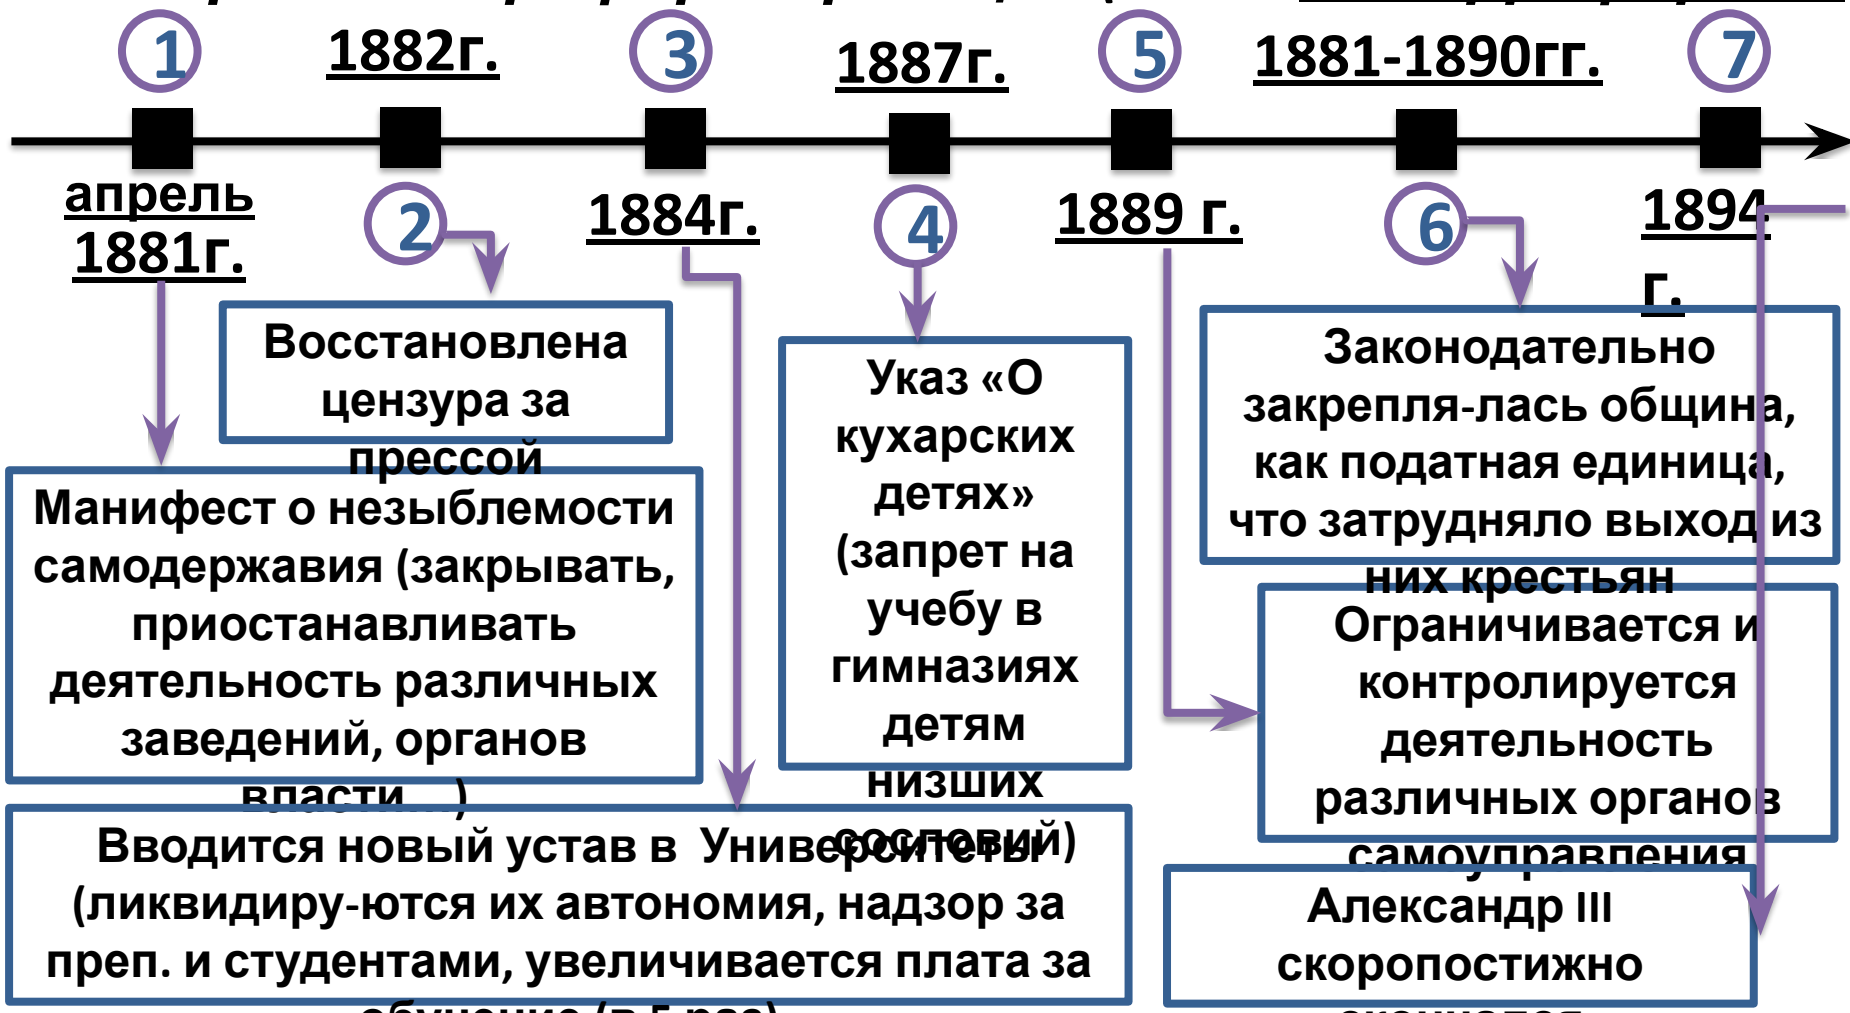 1
1882г.
3
1887г.
5
1881-1890гг.
7
апрель
1881г.
2
1884г.
4
1889 г.
6
1894
г.
Восстановлена
цензура за
прессой
Манифест о незыблемости
самодержавия (закрывать,
приостанавливать
деятельность различных
заведений, органов
власти...)
Вводится новый устав в Университеты
(ликвидиру-ются их автономия, надзор за
преп. и студентами, увеличивается плата за
обучение (в 5 раз)
Указ «О
кухарских
детях»
(запрет на
учебу в
гимназиях
детям
низших
сословий)
Законодательно
закрепля-лась община,
как податная единица,
что затрудняло выход из
них крестьян
Ограничивается и
контролируется
деятельность
различных органов
самоуправления
Александр III
скоропостижно
скончался